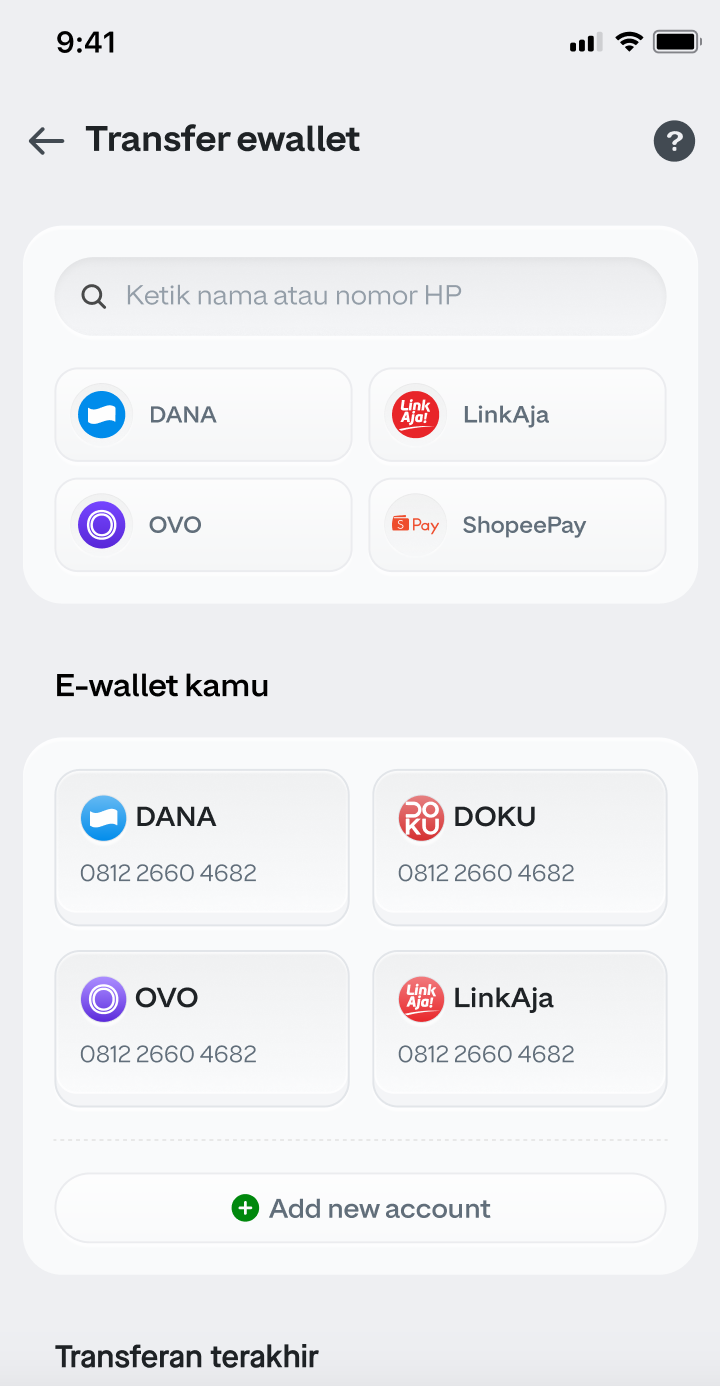 9:41
Transfer ewallet
?
Ketik nama atau nomor HP
DANA
Link Aja!
LinkAja
OVO
S Pay
ShopeePay
E-wallet kamu
DANA
0812 2660 4682
DOKU
DOKU
0812 2660 4682
OVO
0812 2660 4682
Link Aja!
LinkAja
0812 2660 4682
Add new account
Transferan terakhir